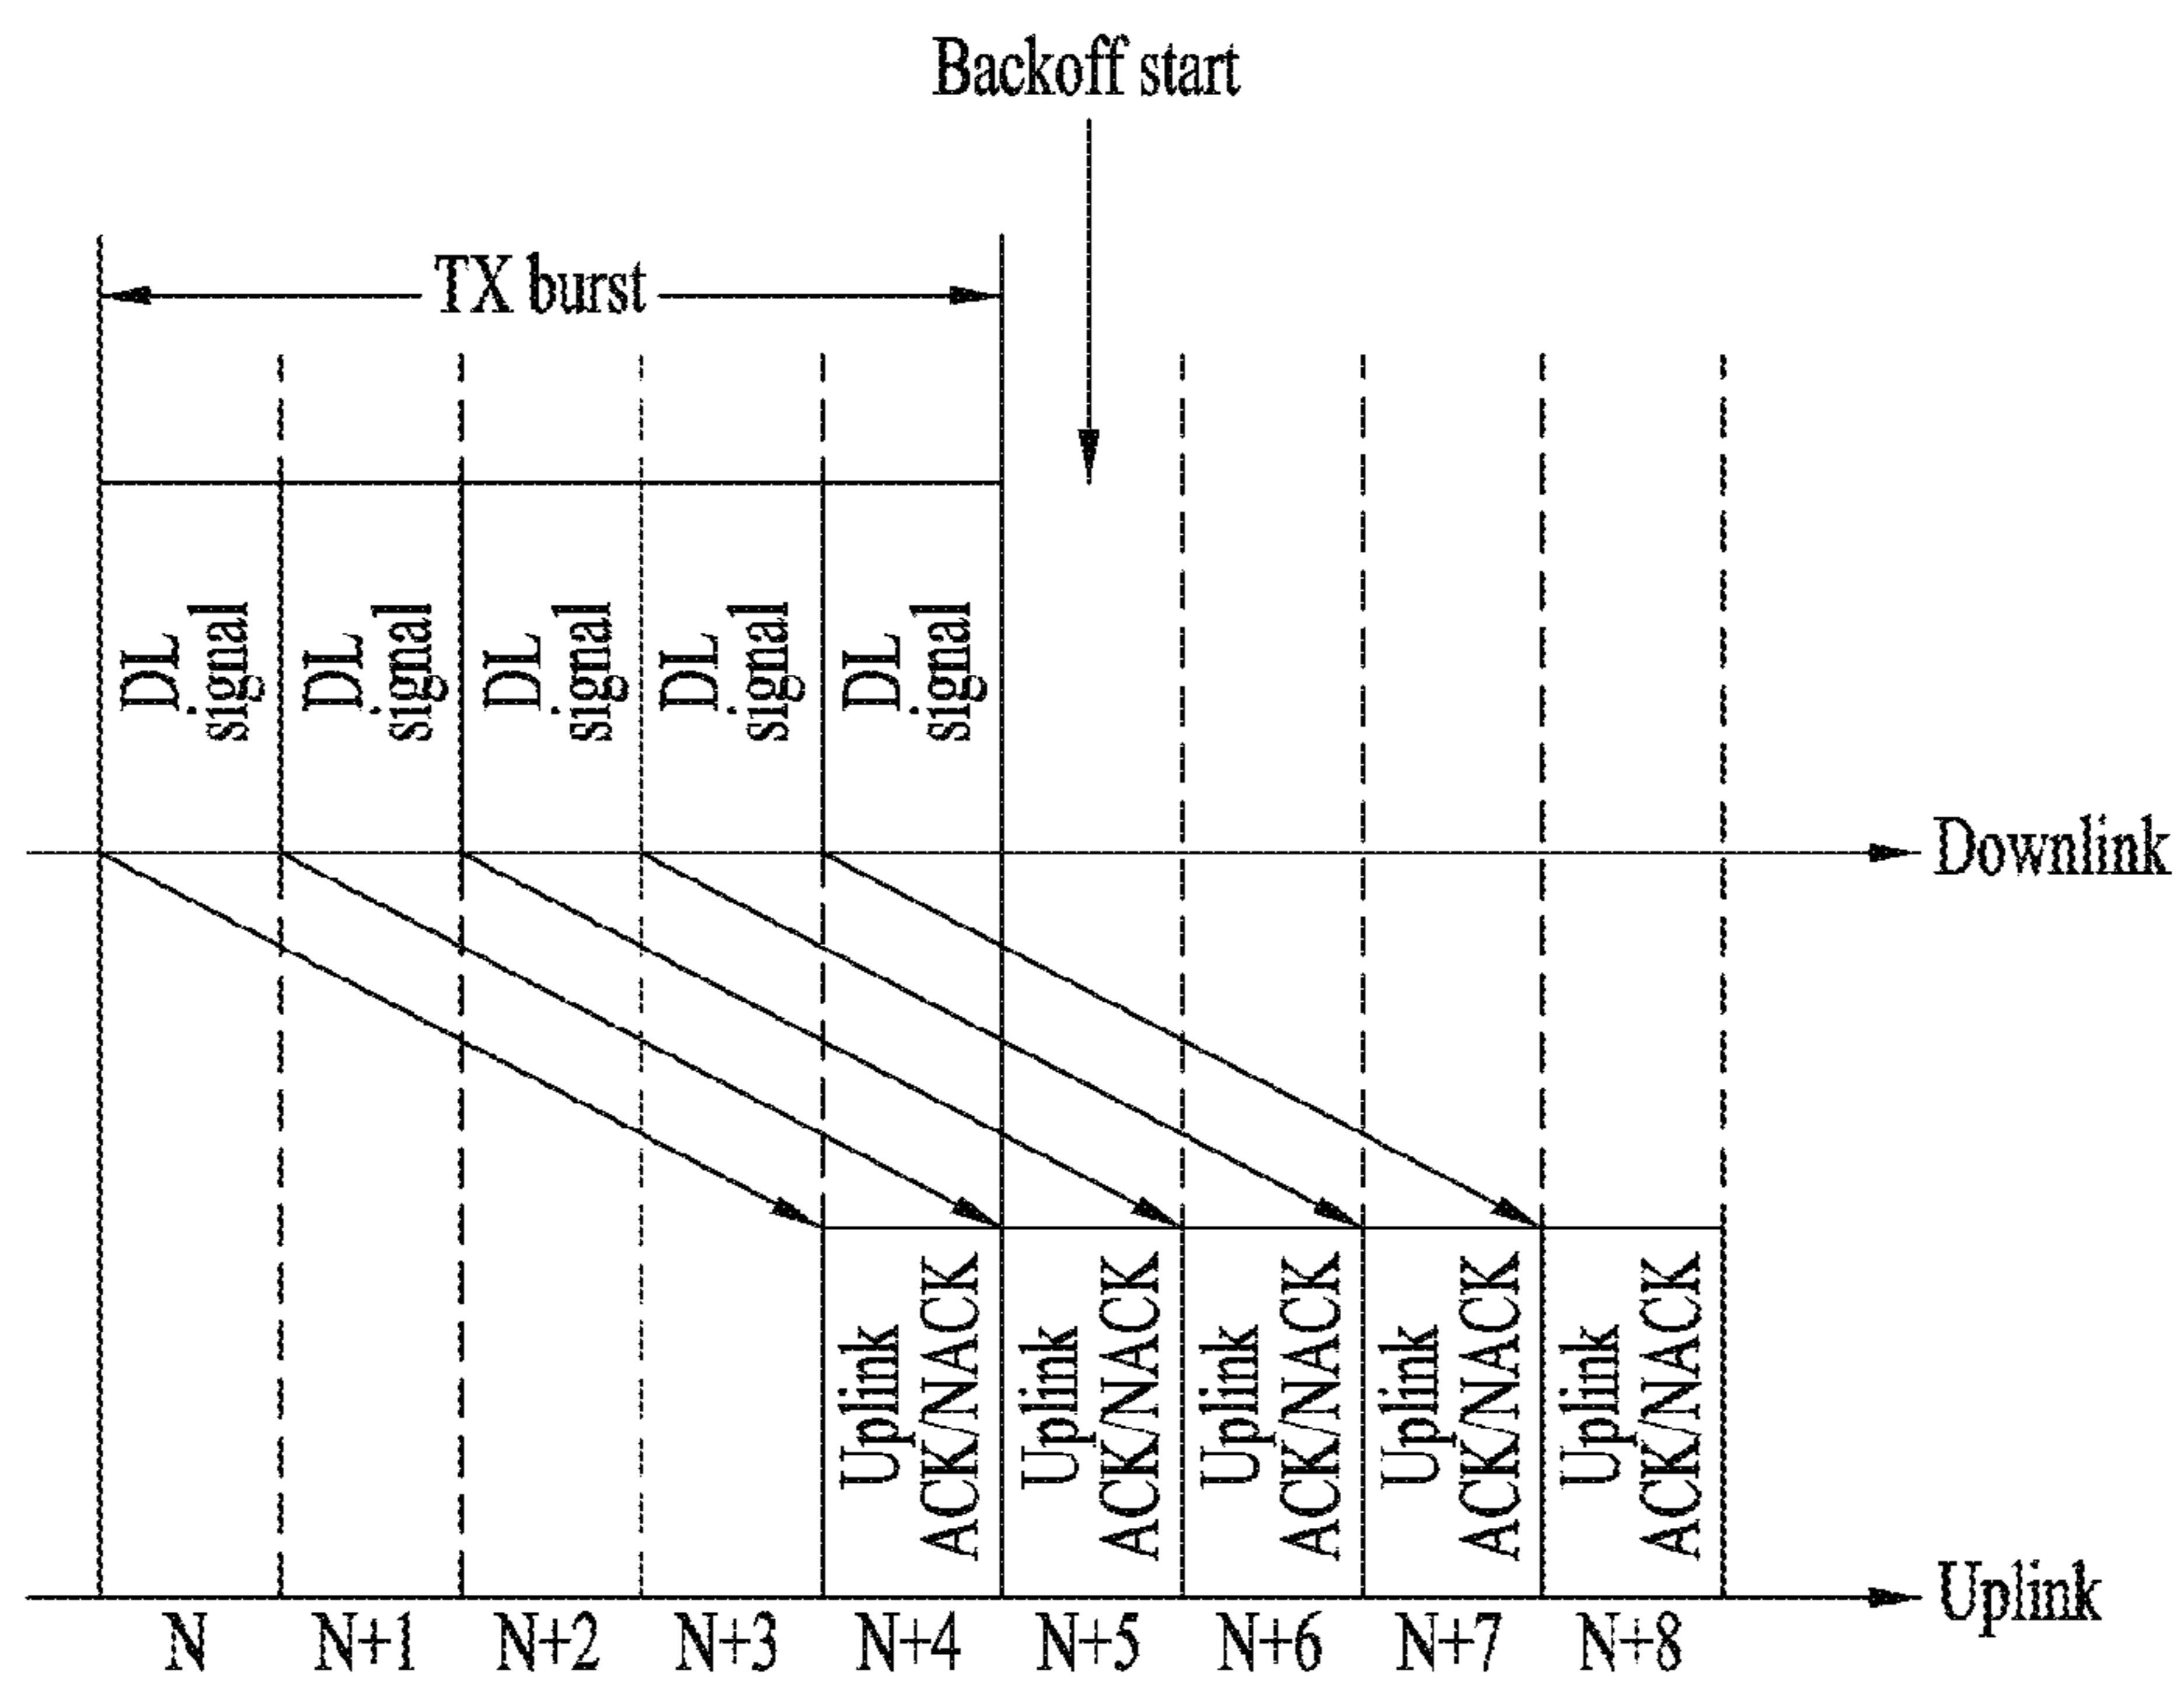 Backoff start
TX burst
DL
signal
DL
signal
DL
signal
DL
signal
DL
signal
Downlink
Uplink
ACK/NACK
Uplink
ACK/NACK
Uplink
ACK/NACK
Uplink
ACK/NACK
Uplink
ACK/NACK
Uplink
N N+1 N+2 N+3 N+4 N+5 N+6 N+7 N+8